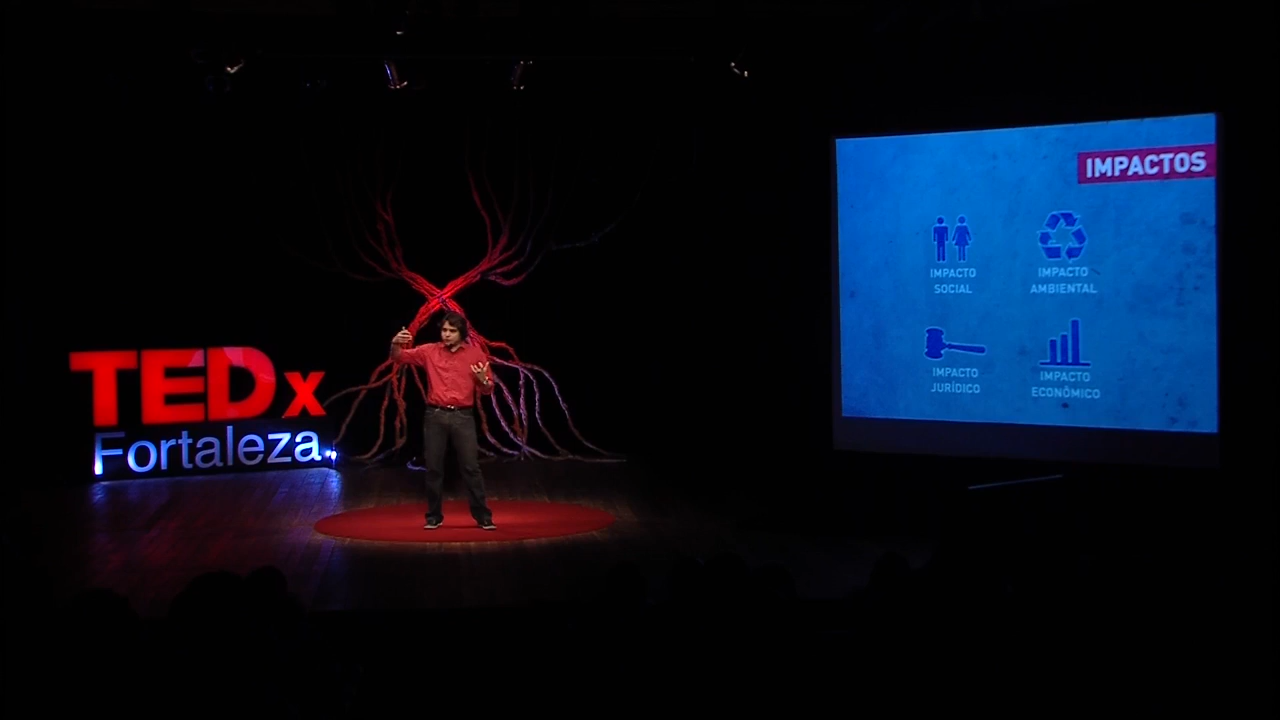 TEDx
Fortaleza
IMPACTOS
IMPACTO
SOCIAL
IMPACTO
AMBIENTAL
IMPACTO
JURÍDICO
IMPACTO
ECONÔMICO